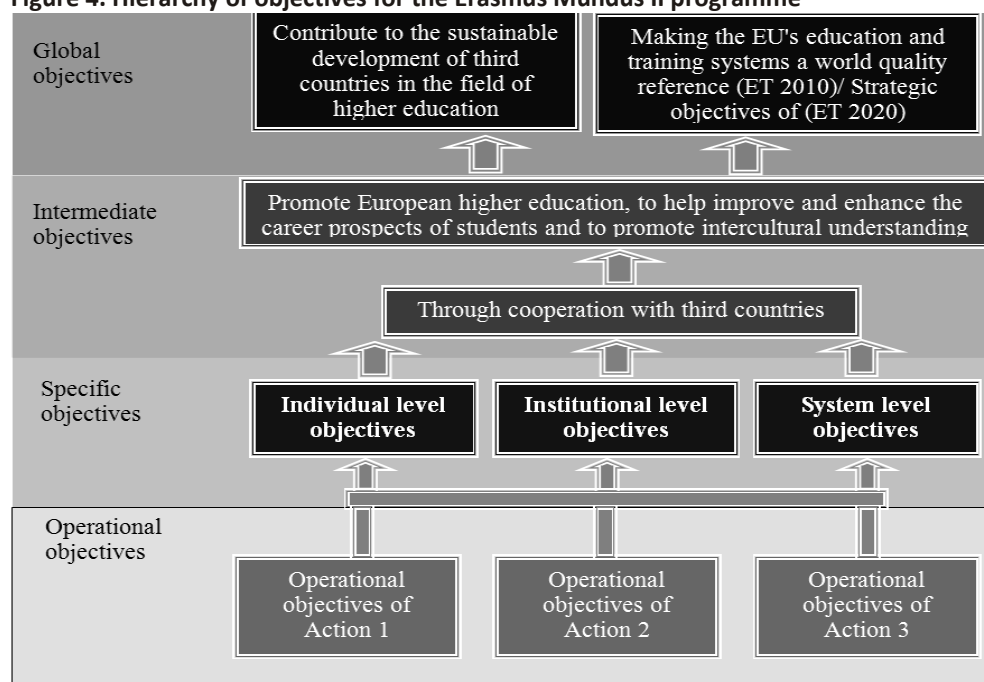 Figure 4. Hierarchy of objectives for the Erasmus Mundus II programme
Global
objectives
Contribute to the sustainable
development of third
countries in the field of
higher education
Making the EU's education and
training systems a world quality
reference (ET 2010)/ Strategic
objectives of (ET 2020)
Intermediate
objectives
Promote European higher education, to help improve and enhance the
career prospects of students and to promote intercultural understanding
Through cooperation with third countries
Specific
objectives
Individual level
objectives
Institutional level
objectives
System level
objectives
Operational
objectives
Operational
objectives of
Action 1
Operational
objectives of
Action 2
Operational
objectives of
Action 3